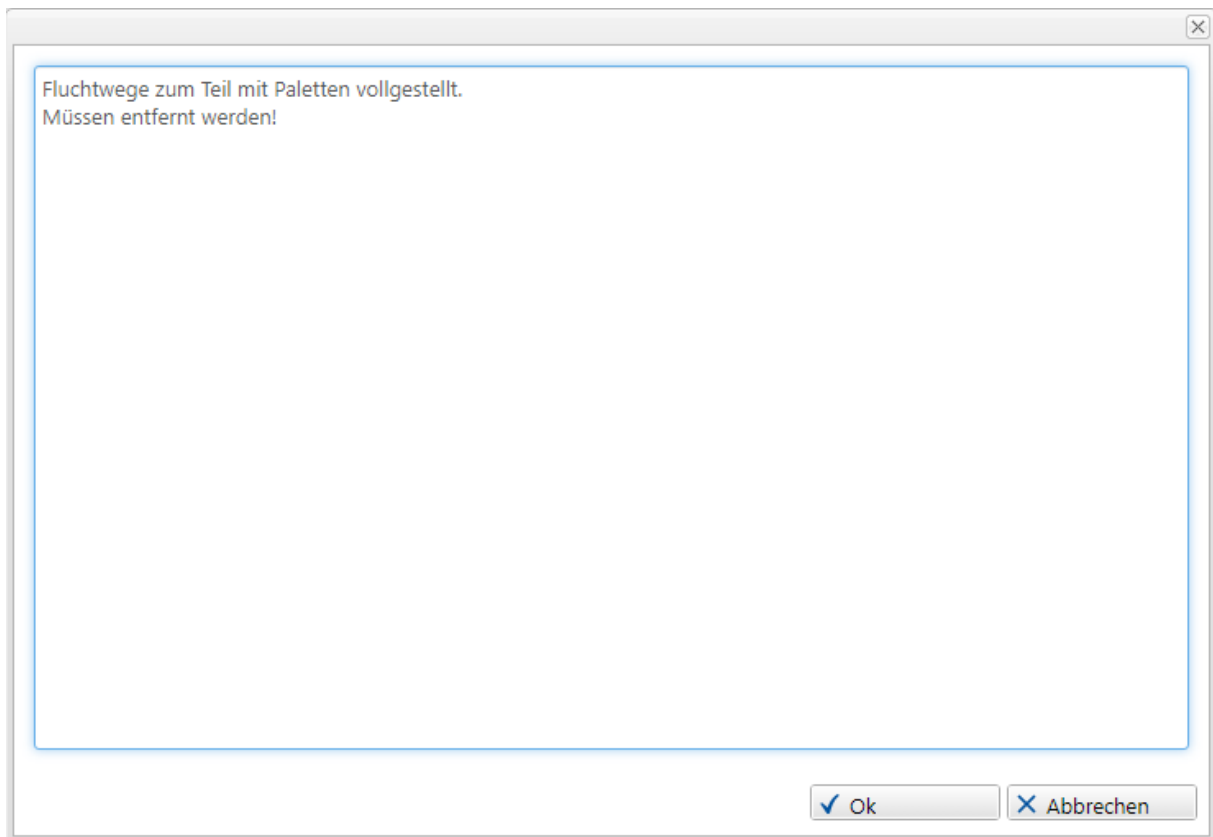 Fluchtwege zum Teil mit Paletten vollgestellt.
Müssen entfernt werden!
Ok
Abbrechen